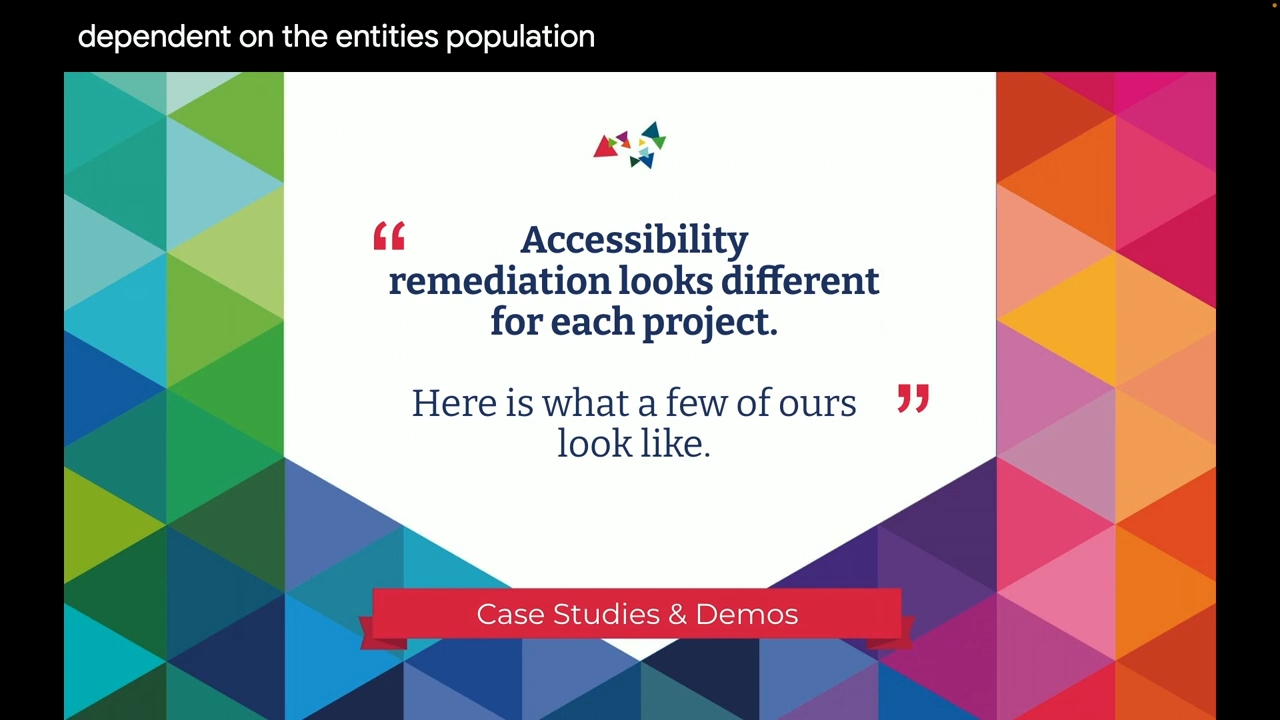 dependent on the entities population
“ Accessibility
remediation looks different
for each project.
Here is what a few of ours ”
look like.
Case Studies & Demos